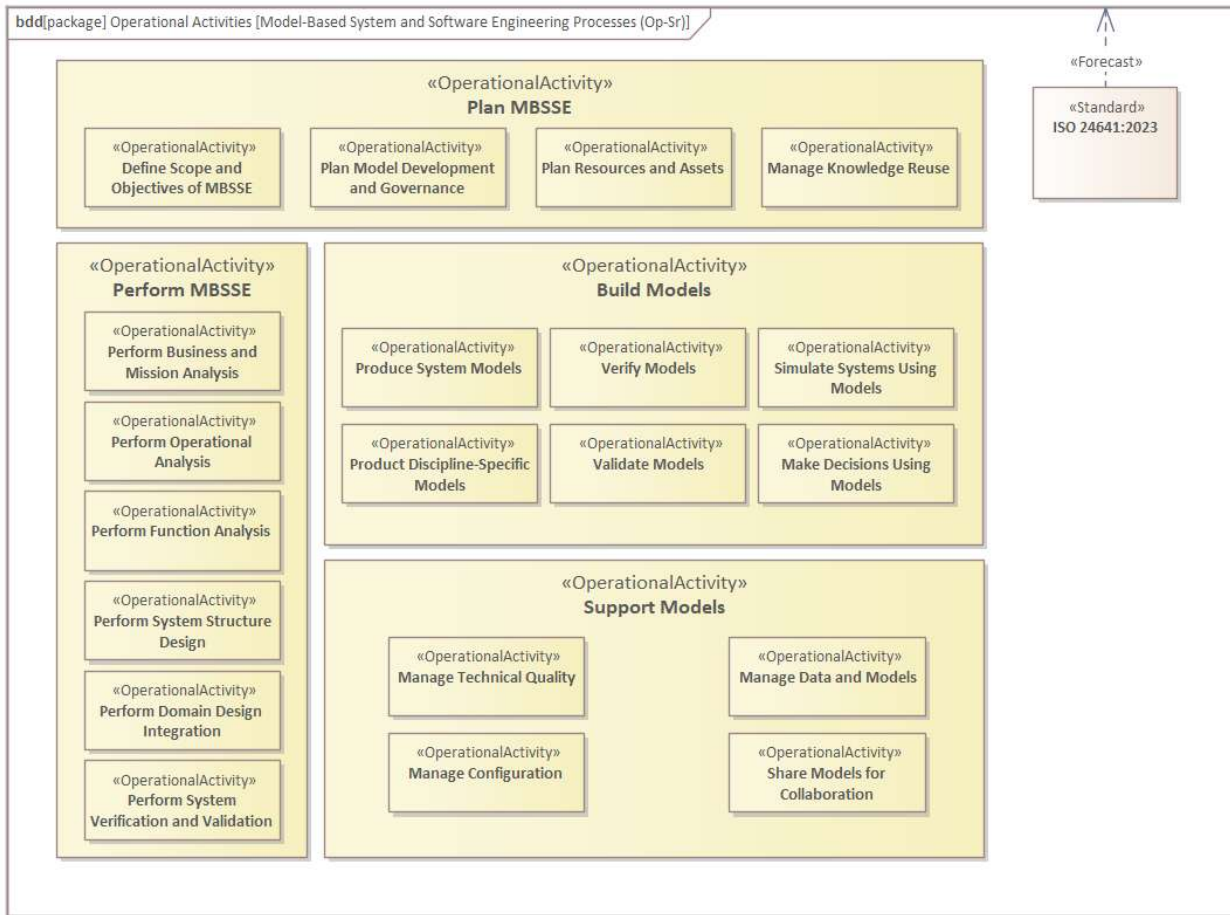 bdd[package] Operational Activities [Model-Based System and Software Engineering Processes (Op-Sr)]
«Forecast»
«Standard»
ISO 24641:2023
«OperationalActivity»
Plan MBSSE
«OperationalActivity»
Define Scope and
Objectives of MBSSE
«OperationalActivity»
Plan Model Development
and Governance
«OperationalActivity»
Plan Resources and Assets
«OperationalActivity»
Manage Knowledge Reuse
«OperationalActivity»
Perform MBSSE
«OperationalActivity»
Perform Business and
Mission Analysis
«OperationalActivity»
Perform Operational
Analysis
«OperationalActivity»
Perform Function Analysis
«OperationalActivity»
Perform System Structure
Design
«OperationalActivity»
Perform Domain Design
Integration
«OperationalActivity»
Perform System
Verification and Validation
«OperationalActivity»
Build Models
«OperationalActivity»
Produce System Models
«OperationalActivity»
Verify Models
«OperationalActivity»
Simulate Systems Using
Models
«OperationalActivity»
Product Discipline-Specific
Models
«OperationalActivity»
Validate Models
«OperationalActivity»
Make Decisions Using
Models
«OperationalActivity»
Support Models
«OperationalActivity»
Manage Technical Quality
«OperationalActivity»
Manage Data and Models
«OperationalActivity»
Manage Configuration
«OperationalActivity»
Share Models for
Collaboration